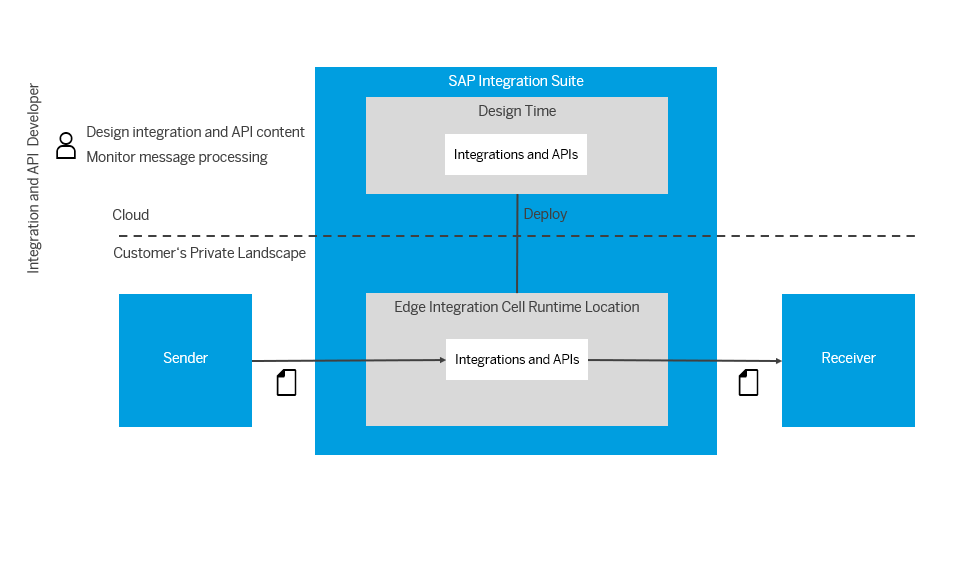 Integration and API Developer
SAP Integration Suite
Design Time
Design integration and API content
Monitor message processing
Integrations and APIs
Cloud
Deploy
Customer‘s Private Landscape
Edge Integration Cell Runtime Location
Sender
Integrations and APIs
Receiver